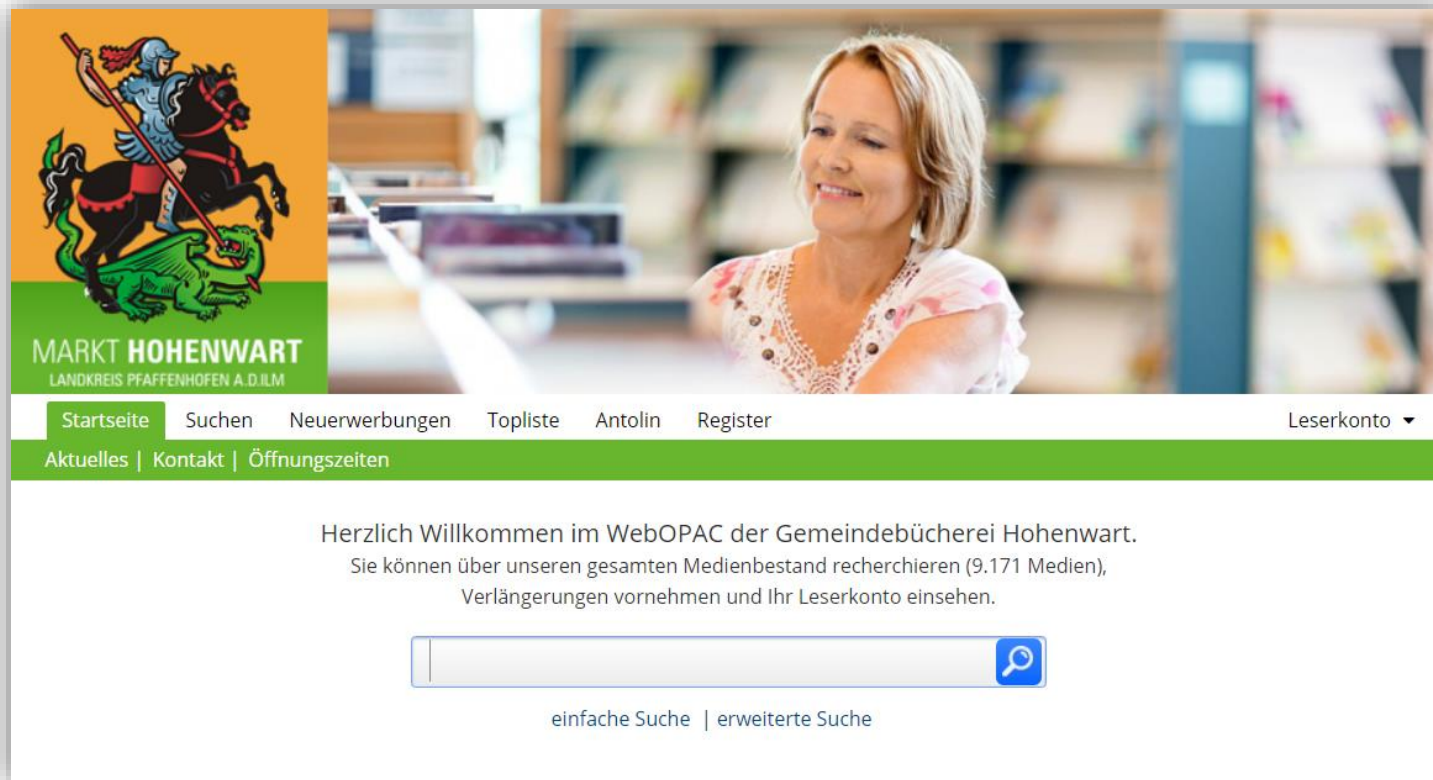 MARKT HOHENWART
LANDKREIS PFAFFENHOFEN A.D.ILM
Startseite Suchen Neuerwerbungen Topliste Antolin Register Leserkonto
Aktuelles | Kontakt | Öffnungszeiten
Herzlich Willkommen im WebOPAC der Gemeindebücherei Hohenwart.
Sie können über unseren gesamten Medienbestand recherchieren (9.171 Medien),
Verlängerungen vornehmen und Ihr Leserkonto einsehen.
einfache Suche | erweiterte Suche